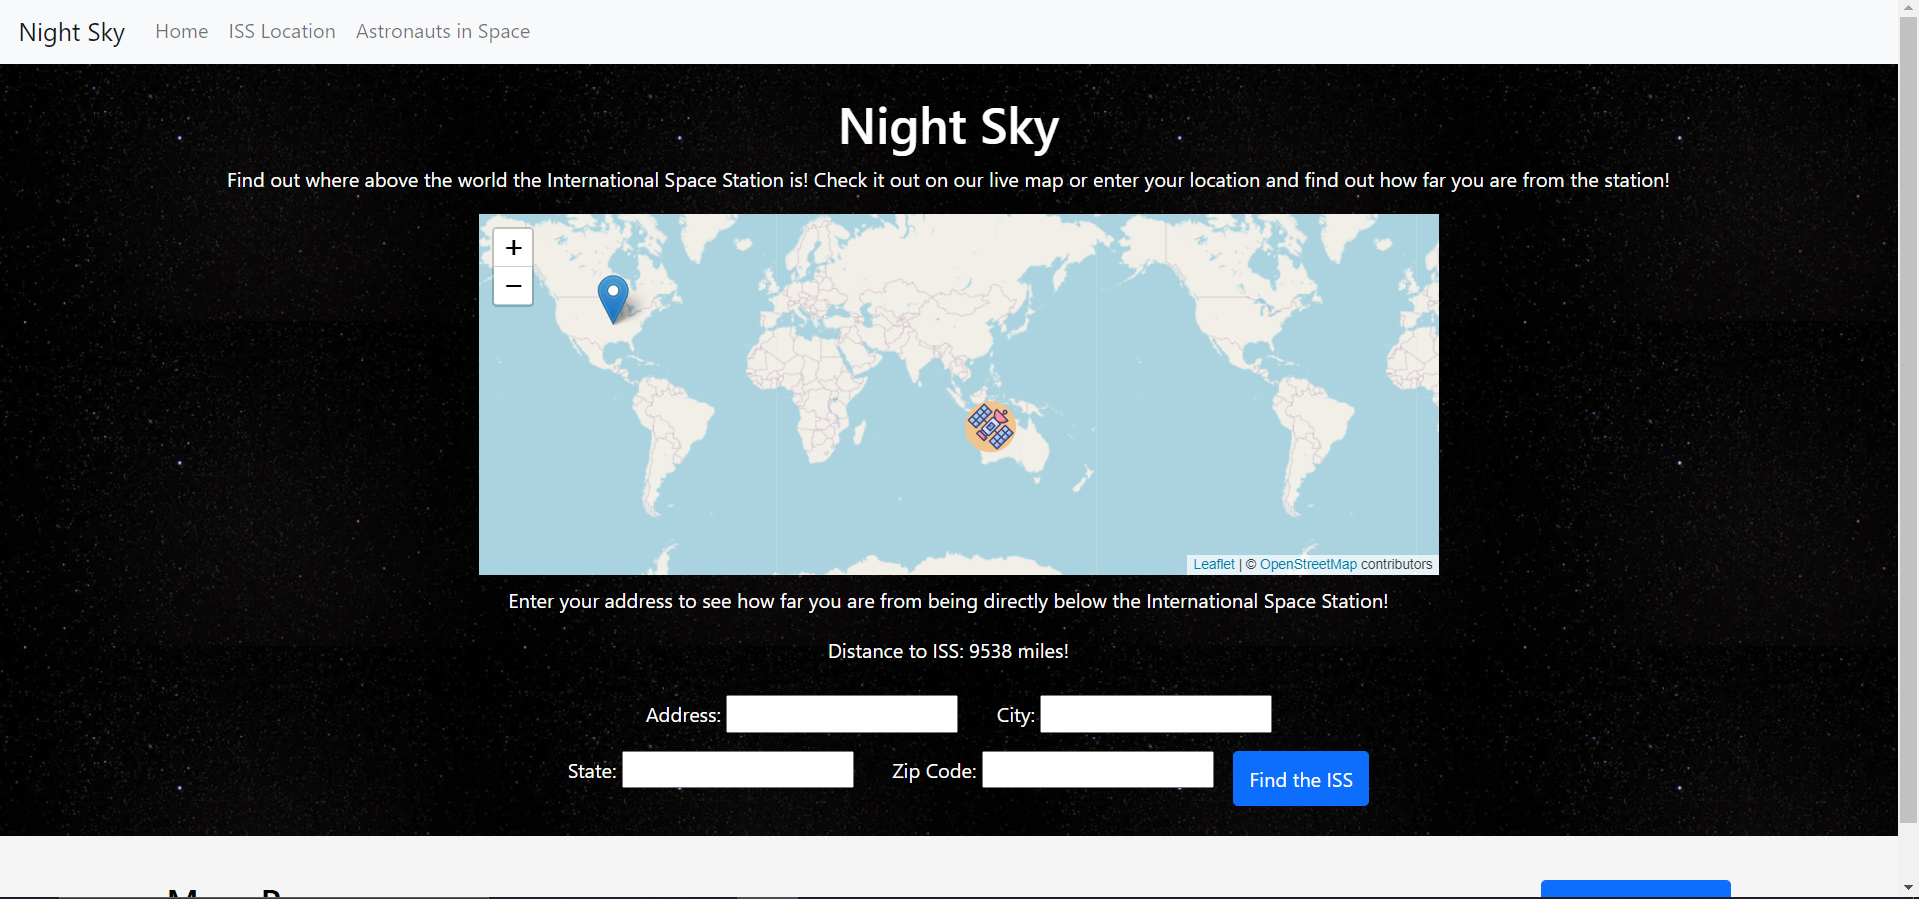 Night Sky Home ISS Location Astronauts in Space
Night Sky
Find out where above the world the International Space Station is! Check it out on our live map or enter your location and find out how far you are from the station!
+
−
Leaflet | © OpenStreetMap contributors
Enter your address to see how far you are from being directly below the International Space Station!
Distance to ISS: 9538 miles!
Address: City:
State: Zip Code: Find the ISS